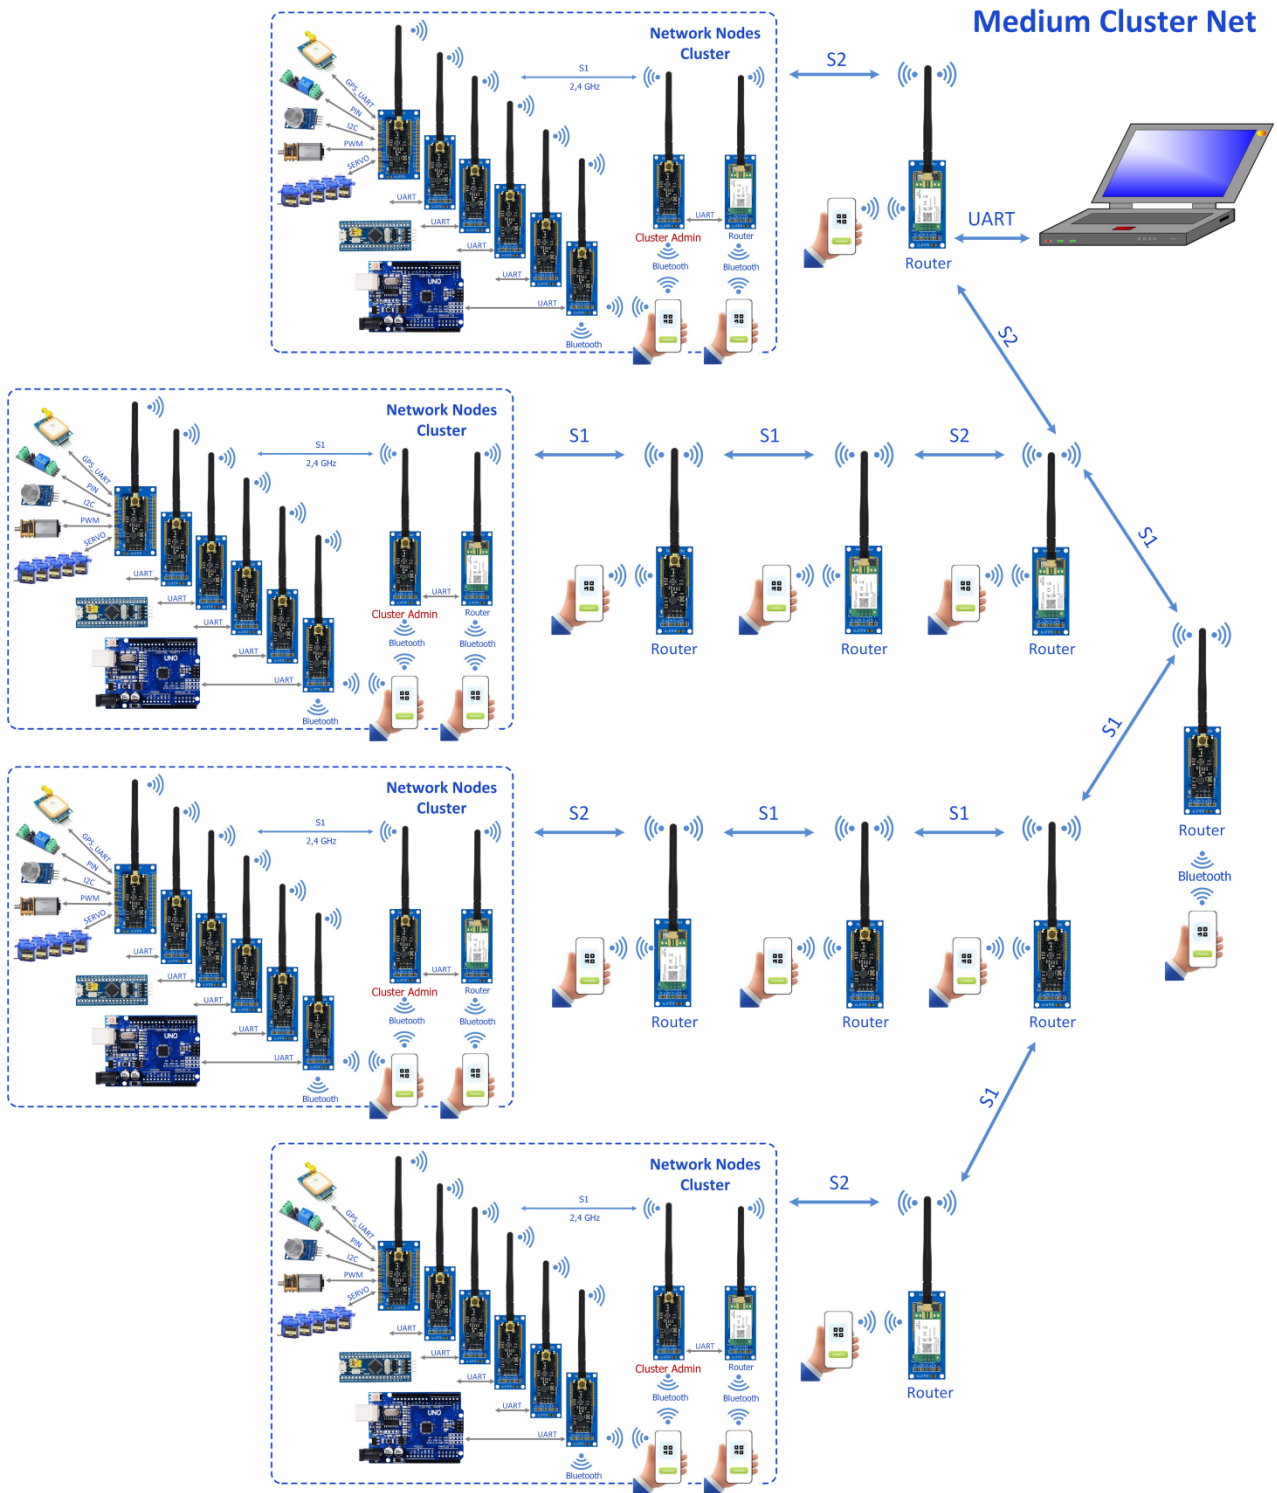 Medium Cluster Net
Network Nodes
Cluster
S1
2,4 GHz
GPS_UART
PIN
I2C
PWM
SERVO
UART
UART
UART
UART
UART
UNO
Bluetooth
UART
Cluster Admin
Router
Bluetooth
Bluetooth
S2
Router
UART
S2
Network Nodes
Cluster
S1
2,4 GHz
GPS_UART
PIN
I2C
PWM
SERVO
UART
UART
UART
UART
UART
UNO
Bluetooth
UART
Cluster Admin
Router
Bluetooth
Bluetooth
S1
Router
S1
Router
S2
Router
S1
S1
Router
Bluetooth
Network Nodes
Cluster
S1
2,4 GHz
GPS_UART
PIN
I2C
PWM
SERVO
UART
UART
UART
UART
UART
UNO
Bluetooth
UART
Cluster Admin
Router
Bluetooth
Bluetooth
S2
Router
S1
Router
S1
Router
S1
Network Nodes
Cluster
S1
2,4 GHz
GPS_UART
PIN
I2C
PWM
SERVO
UART
UART
UART
UART
UART
UNO
Bluetooth
UART
Cluster Admin
Router
Bluetooth
Bluetooth
S2
Router